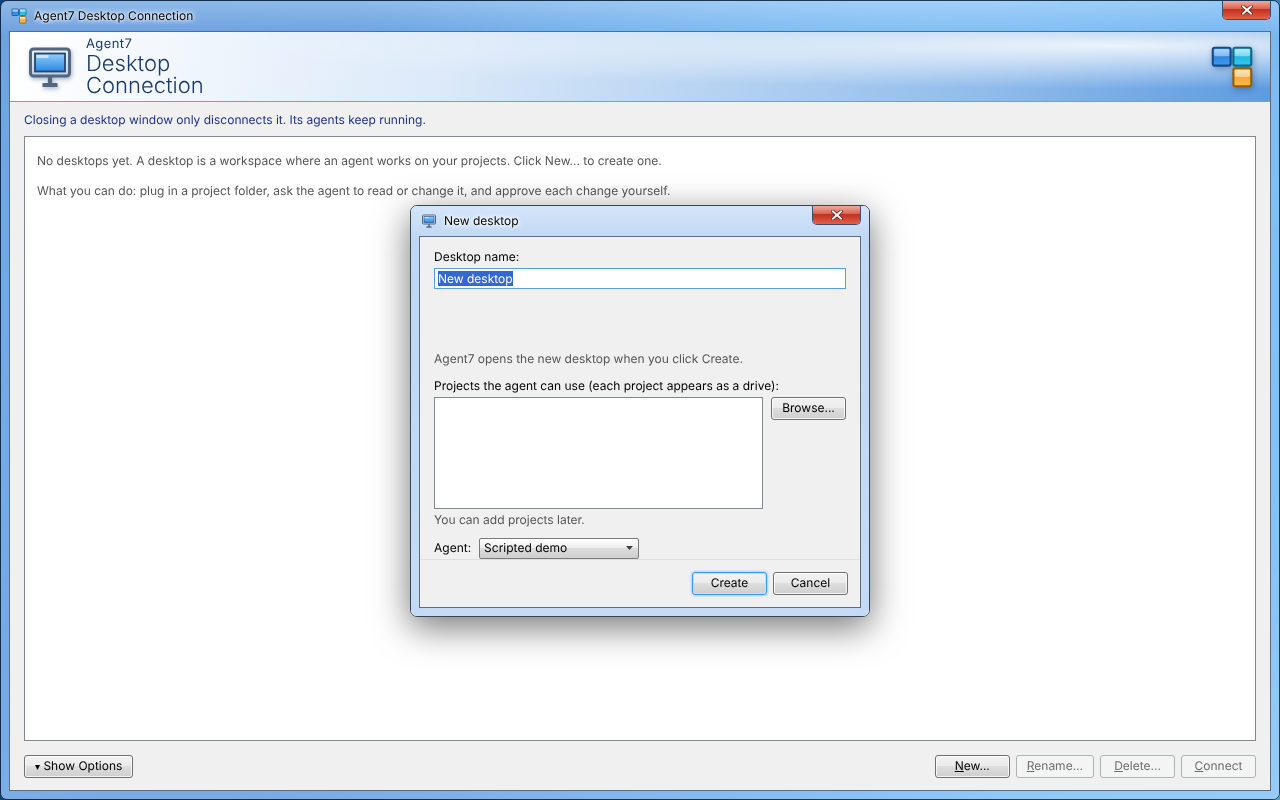 Agent7 Desktop Connection
Agent7
Desktop
Connection
Closing a desktop window only disconnects it. Its agents keep running.
No desktops yet. A desktop is a workspace where an agent works on your projects. Click New... to create one.
What you can do: plug in a project folder, ask the agent to read or change it, and approve each change yourself.
New desktop
Desktop name:
New desktop
Agent7 opens the new desktop when you click Create.
Projects the agent can use (each project appears as a drive):
Browse...
You can add projects later.
Agent: Scripted demo
Create Cancel
Show Options New... Rename... Delete... Connect